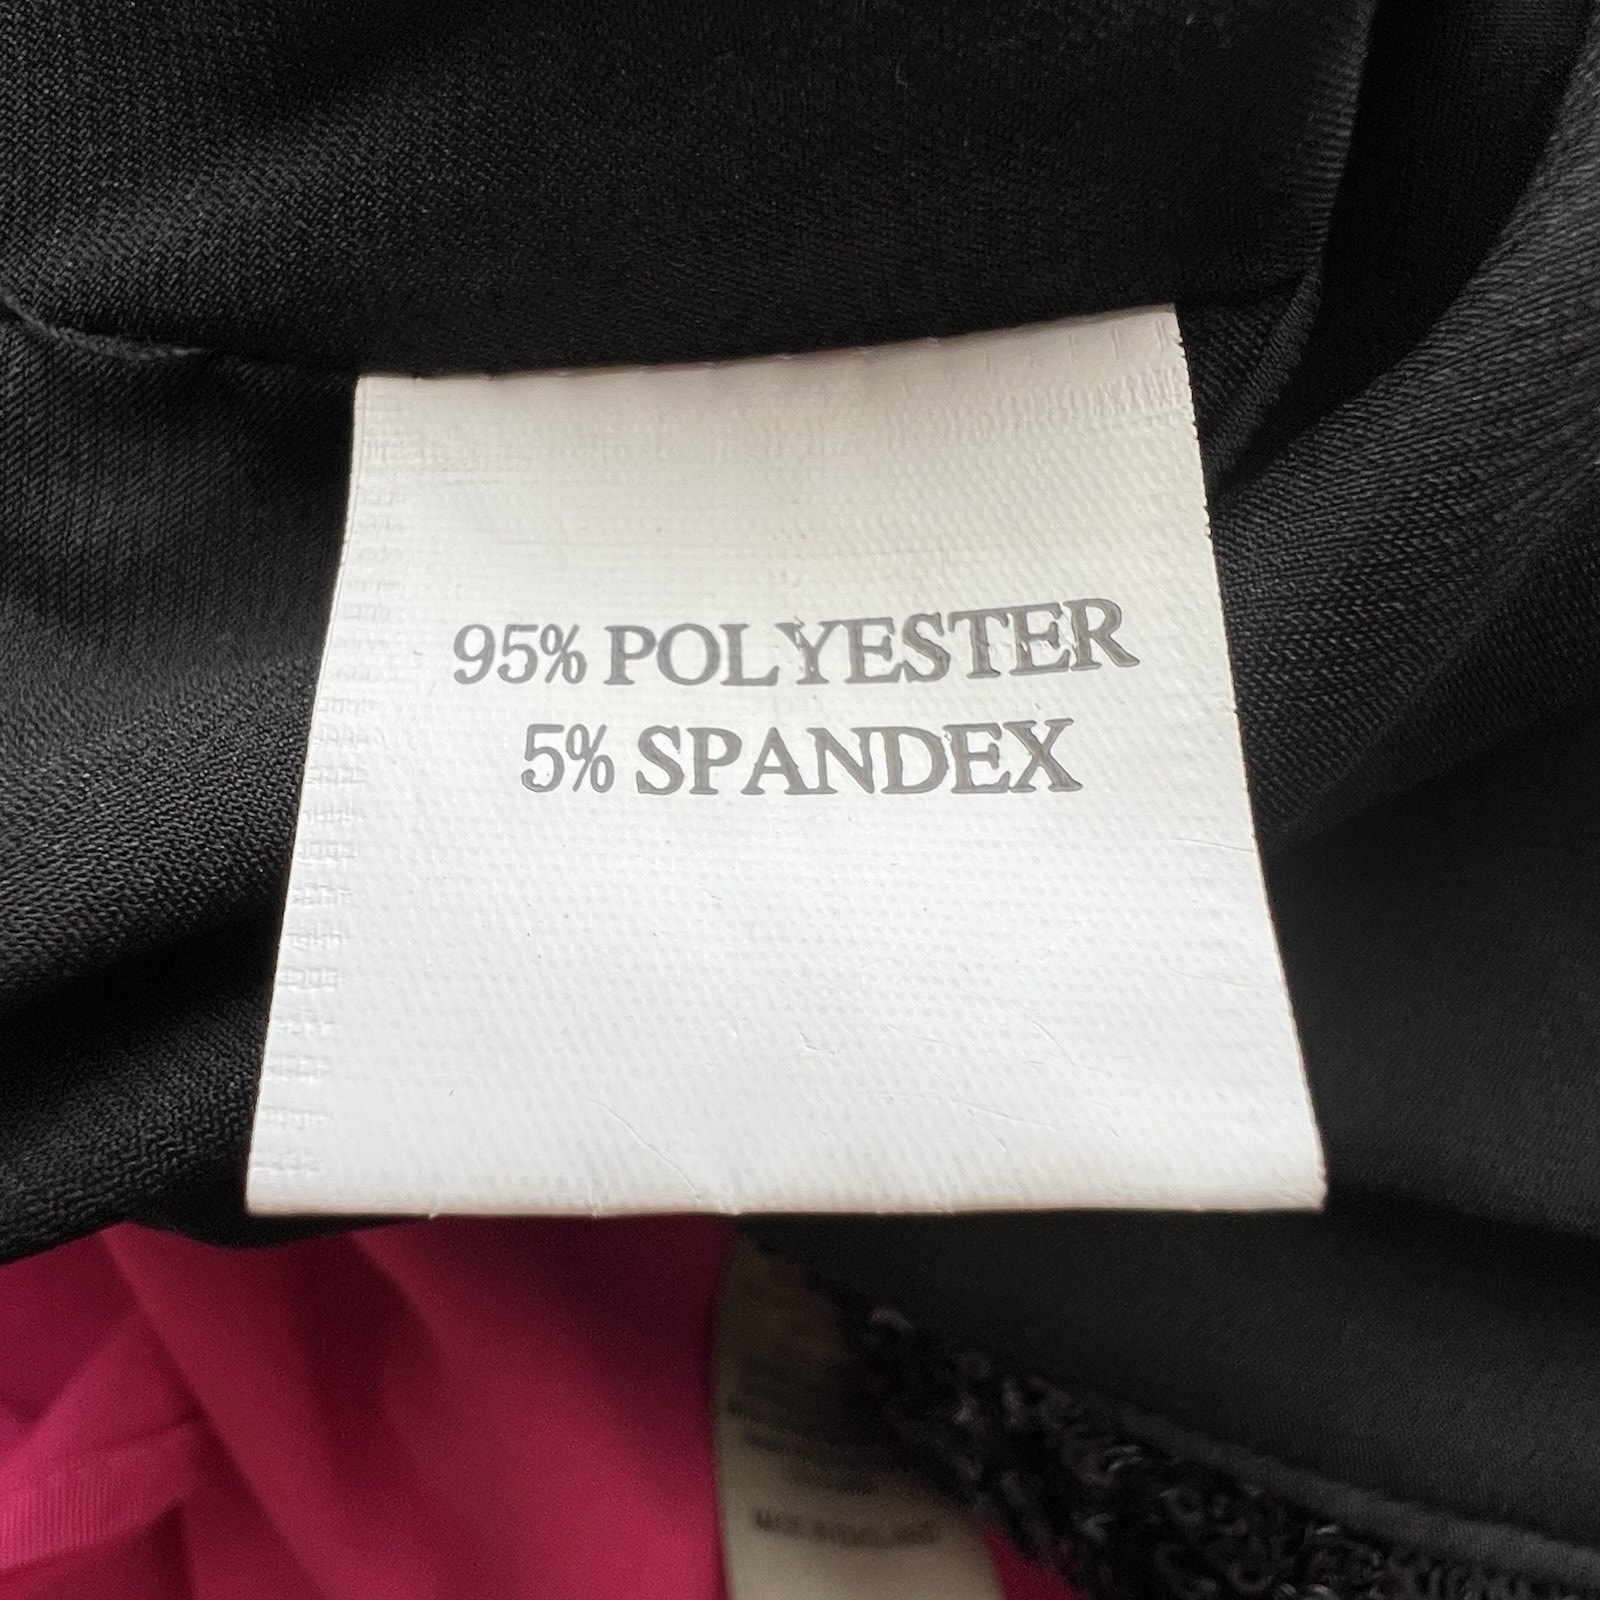 95% POLYESTER
5% SPANDEX